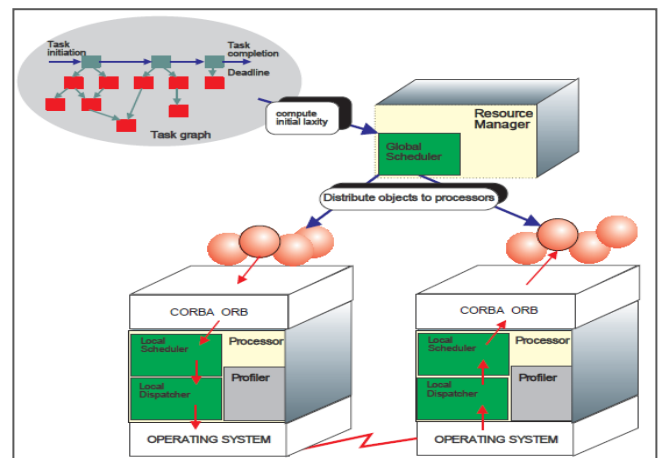 Task
initiation
Task
completion
Deadline
Task graph
compute
initial laxity
Resource
Manager
Global
Scheduler
Distribute objects to processors
CORBA ORB
Local
Scheduler
Processor
Local
Dispatcher
Profiler
OPERATING SYSTEM
CORBA ORB
Local
Scheduler
Processor
Local
Dispatcher
Profiler
OPERATING SYSTEM